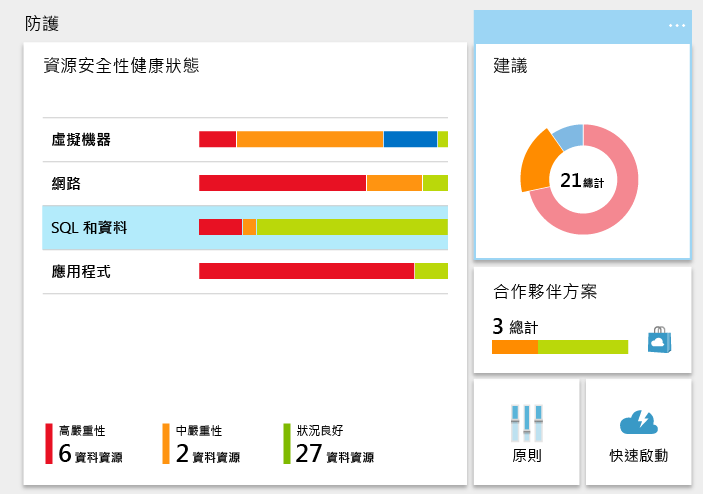 防護
資源安全性健康狀態
虛擬機器
網路
SQL 和資料
應用程式
高嚴重性
6 資料資源
中嚴重性
2 資料資源
狀況良好
27 資料資源
建議
21 總計
合作夥伴方案
3 總計
原則
快速啟動